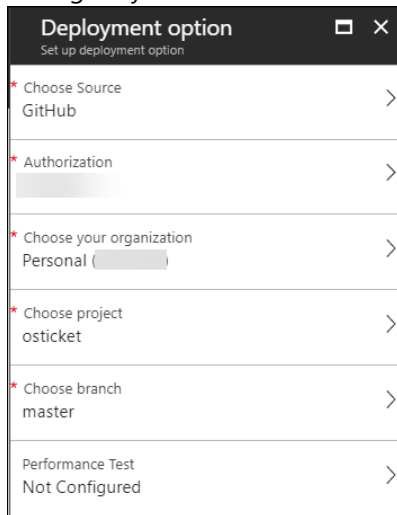 Deployment option
Set up deployment option
* Choose Source
GitHub
* Authorization
* Choose your organization
Personal ( )
* Choose project
osticket
* Choose branch
master
Performance Test
Not Configured